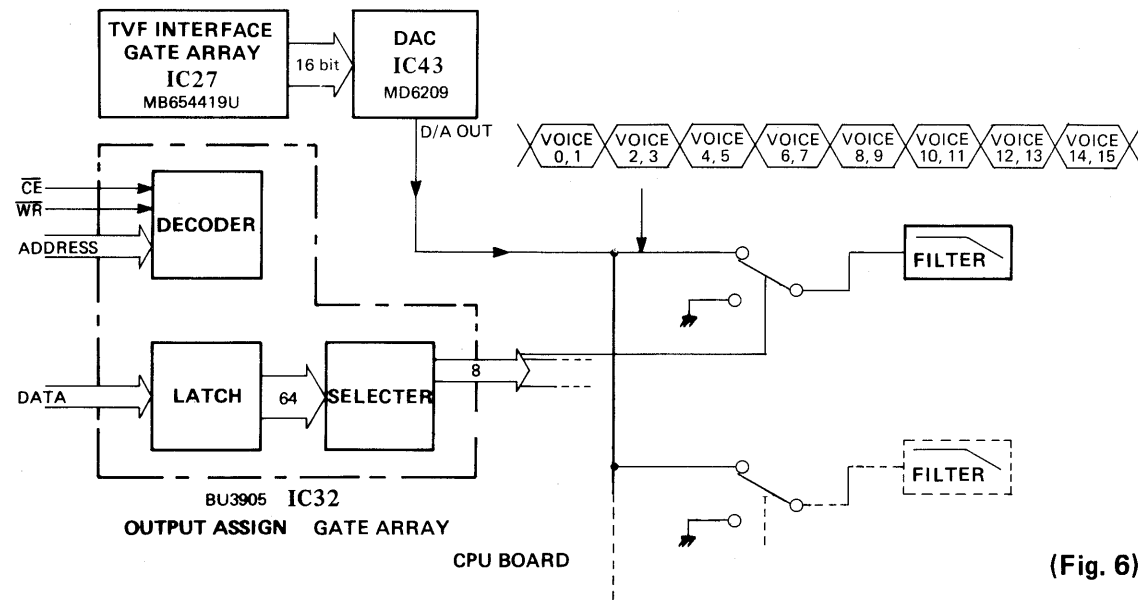 TVF INTERFACE
GATE ARRAY
IC27
MB654419U
16 bit
DAC
IC43
MD6209
D/A OUT
VOICE
0, 1
VOICE
2, 3
VOICE
4, 5
VOICE
6, 7
VOICE
8, 9
VOICE
10, 11
VOICE
12, 13
VOICE
14, 15
CE
WR
ADDRESS
DECODER
FILTER
DATA
LATCH
64
SELECTER
8
FILTER
BU3905 IC32
OUTPUT ASSIGN GATE ARRAY
CPU BOARD
(Fig. 6)